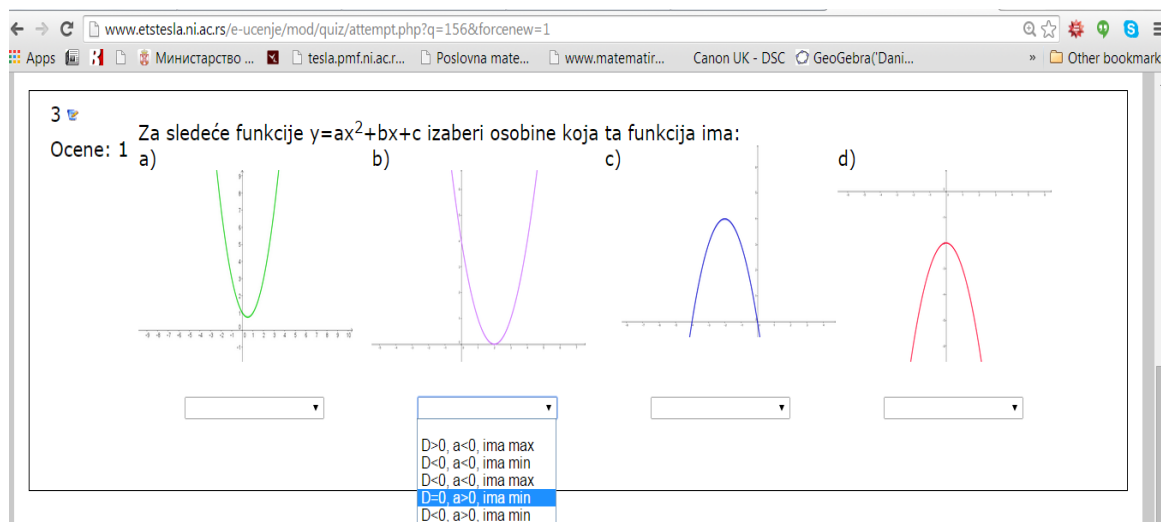 www.etstesla.ni.ac.rs/e-ucenje/mod/quiz/attempt.php?q=156&forcenew=1
Apps Министарство ... tesla.pmf.ni.ac.r... Poslovna mate... www.matematir... Canon UK - DSC GeoGebra('Dani... » Other bookmark
3
Ocene: 1
Za sledeće funkcije y=ax²+bx+c izaberi osobine koja ta funkcija ima:
a) b) c) d)
D>0, a<0, ima max
D<0, a<0, ima min
D<0, a<0, ima max
D=0, a>0, ima min
D<0, a>0, ima min